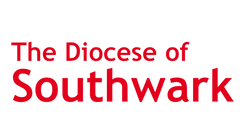 The Diocese of
Southwark